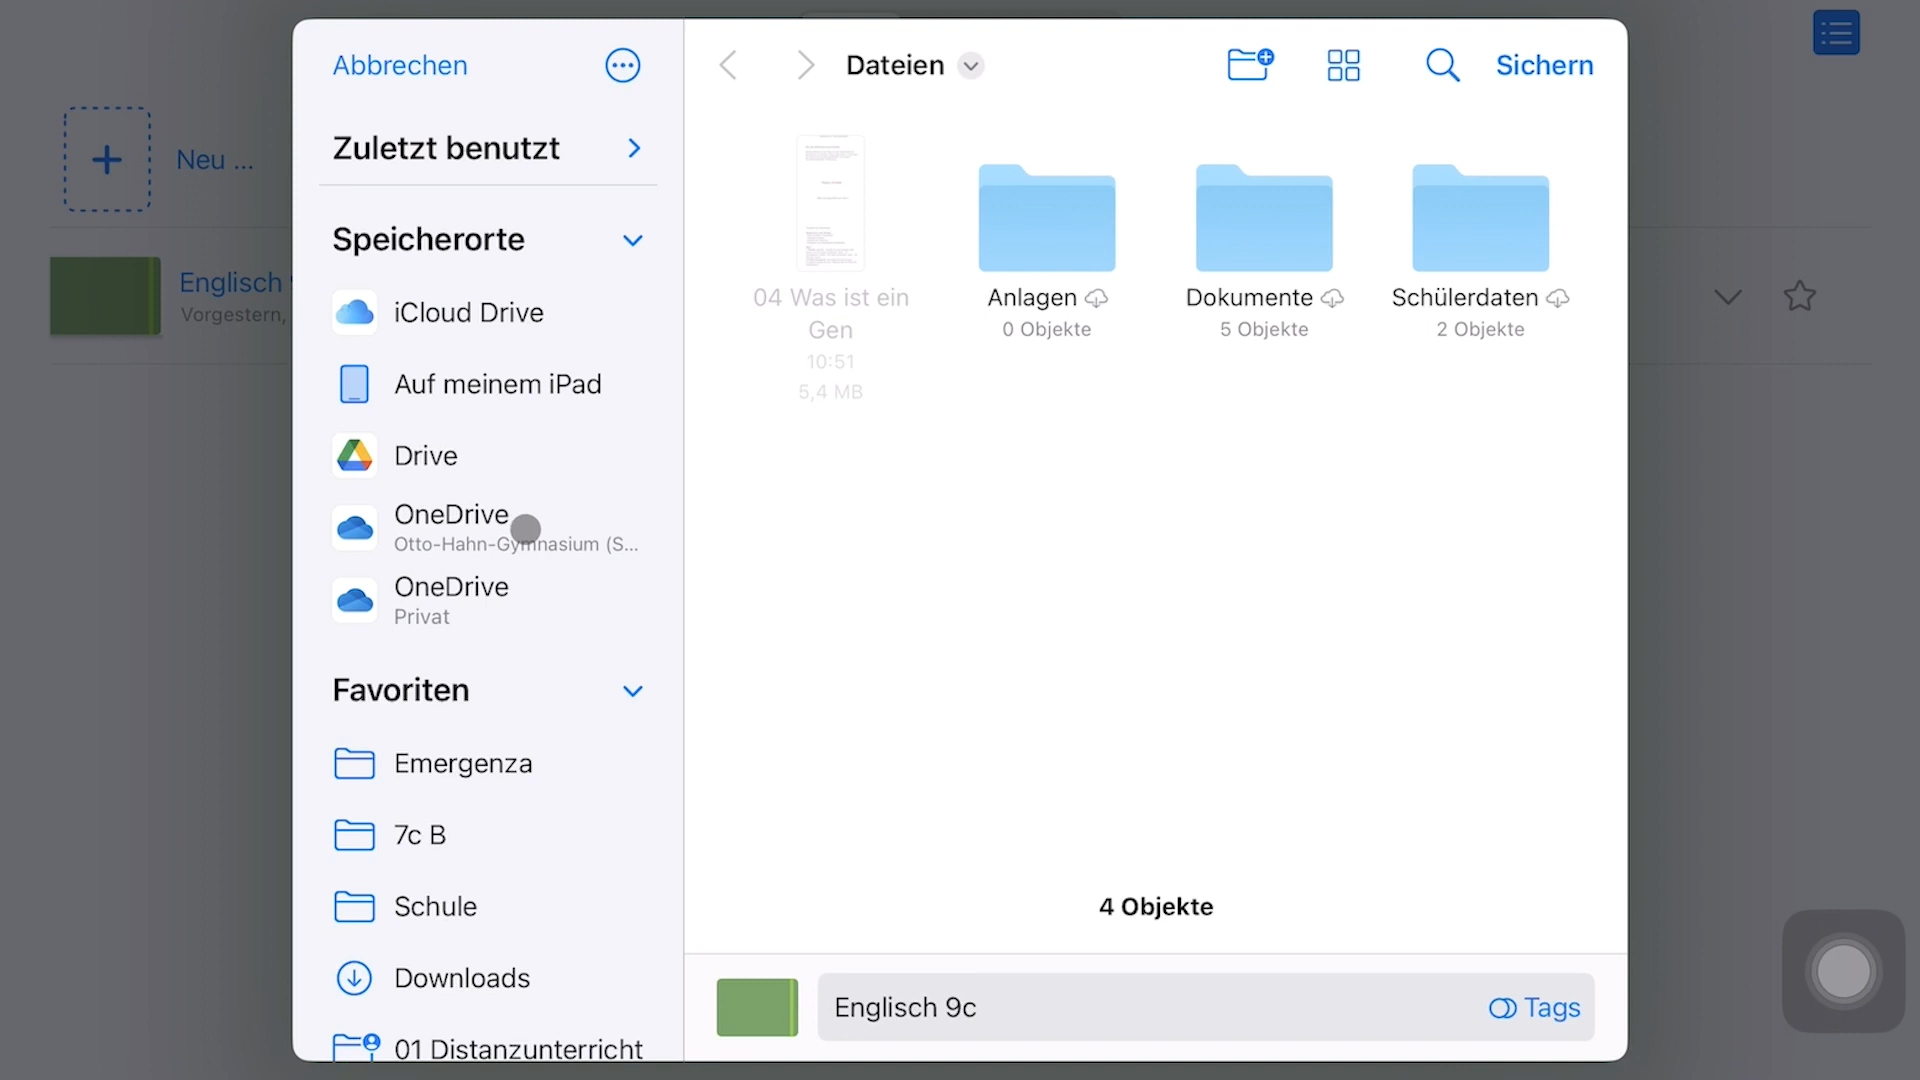 Neu ...
Englisch
Vorgestern,
Abbrechen
Zuletzt benutzt
Speicherorte
iCloud Drive
Auf meinem iPad
Drive
OneDrive
Otto-Hahn-Gymnasium (S...
OneDrive
Privat
Favoriten
Emergenza
7c B
Schule
Downloads
01 Distanzunterricht
Dateien
Sichern
04 Was ist ein
Gen
10:51
5,4 MB
Anlagen
0 Objekte
Dokumente
5 Objekte
Schülerdaten
2 Objekte
4 Objekte
Englisch 9c
Tags